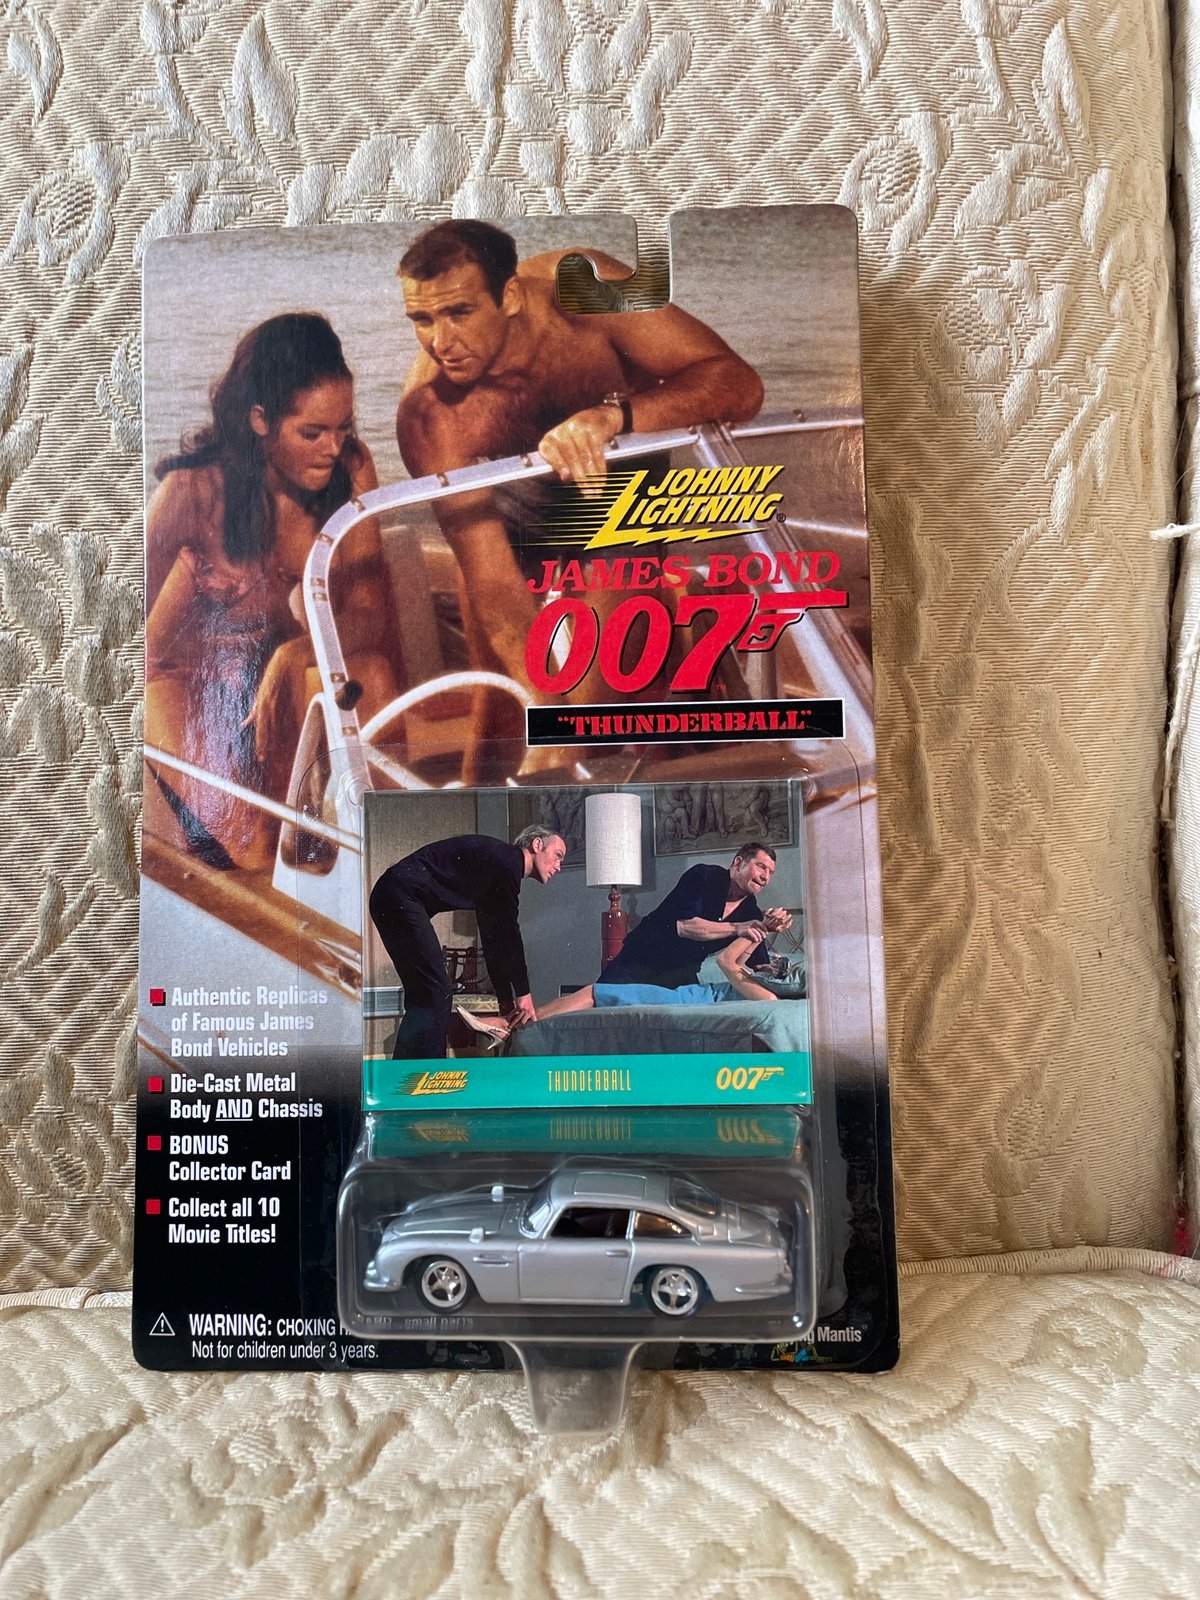 JOHNNY
LIGHTNING®
JAMES BOND
007™
"THUNDERBALL"
JOHNNY
LIGHTNING
THUNDERBALL
007™
Authentic Replicas
of Famous James
Bond Vehicles
Die-Cast Metal
Body AND Chassis
BONUS
Collector Card
Collect all 10
Movie Titles!
WARNING: CHOKING small parts
Not for children under 3 years.
Mantis®